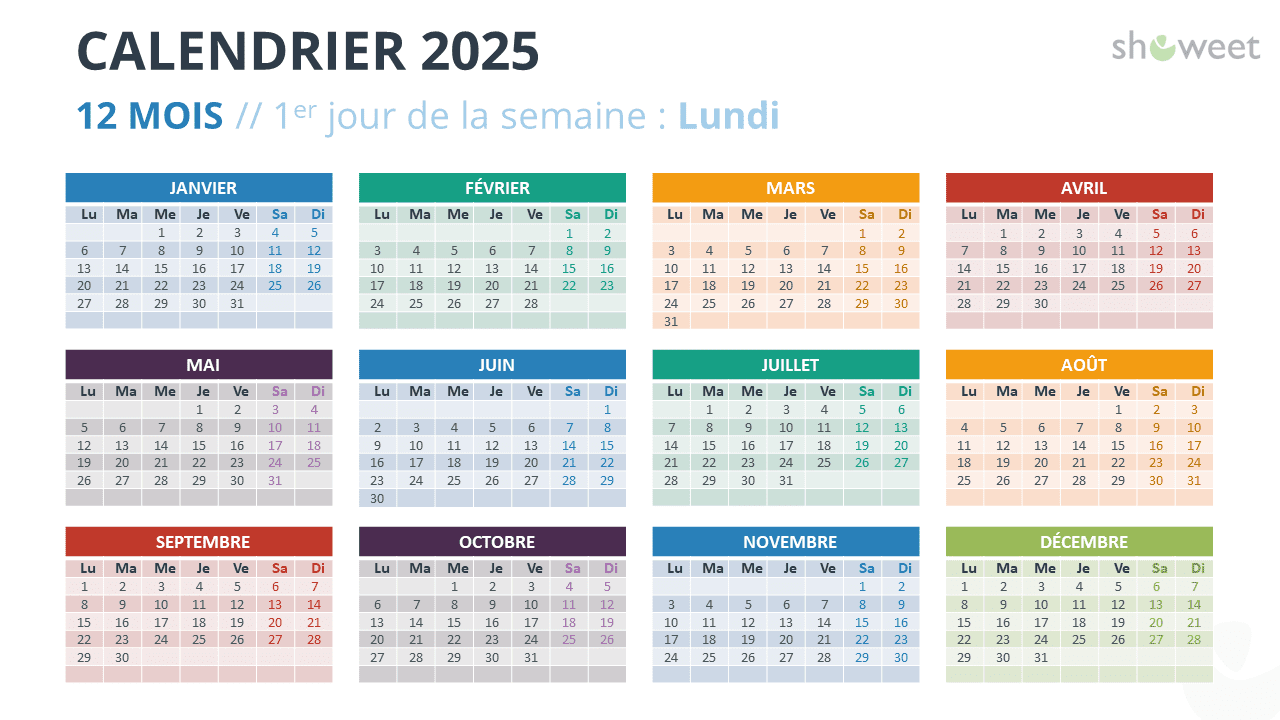 CALENDRIER 2025
showeet
12 MOIS // 1er jour de la semaine : Lundi
JANVIER
Lu Ma Me Je Ve Sa Di
1 2 3 4 5
6 7 8 9 10 11 12
13 14 15 16 17 18 19
20 21 22 23 24 25 26
27 28 29 30 31
FÉVRIER
Lu Ma Me Je Ve Sa Di
1 2
3 4 5 6 7 8 9
10 11 12 13 14 15 16
17 18 19 20 21 22 23
24 25 26 27 28
MARS
Lu Ma Me Je Ve Sa Di
1 2
3 4 5 6 7 8 9
10 11 12 13 14 15 16
17 18 19 20 21 22 23
24 25 26 27 28 29 30
31
AVRIL
Lu Ma Me Je Ve Sa Di
1 2 3 4 5 6
7 8 9 10 11 12 13
14 15 16 17 18 19 20
21 22 23 24 25 26 27
28 29 30
MAI
Lu Ma Me Je Ve Sa Di
1 2 3 4
5 6 7 8 9 10 11
12 13 14 15 16 17 18
19 20 21 22 23 24 25
26 27 28 29 30 31
JUIN
Lu Ma Me Je Ve Sa Di
1
2 3 4 5 6 7 8
9 10 11 12 13 14 15
16 17 18 19 20 21 22
23 24 25 26 27 28 29
30
JUILLET
Lu Ma Me Je Ve Sa Di
1 2 3 4 5 6
7 8 9 10 11 12 13
14 15 16 17 18 19 20
21 22 23 24 25 26 27
28 29 30 31
AOÛT
Lu Ma Me Je Ve Sa Di
1 2 3
4 5 6 7 8 9 10
11 12 13 14 15 16 17
18 19 20 21 22 23 24
25 26 27 28 29 30 31
SEPTEMBRE
Lu Ma Me Je Ve Sa Di
1 2 3 4 5 6 7
8 9 10 11 12 13 14
15 16 17 18 19 20 21
22 23 24 25 26 27 28
29 30
OCTOBRE
Lu Ma Me Je Ve Sa Di
1 2 3 4 5
6 7 8 9 10 11 12
13 14 15 16 17 18 19
20 21 22 23 24 25 26
27 28 29 30 31
NOVEMBRE
Lu Ma Me Je Ve Sa Di
1 2
3 4 5 6 7 8 9
10 11 12 13 14 15 16
17 18 19 20 21 22 23
24 25 26 27 28 29 30
DÉCEMBRE
Lu Ma Me Je Ve Sa Di
1 2 3 4 5 6 7
8 9 10 11 12 13 14
15 16 17 18 19 20 21
22 23 24 25 26 27 28
29 30 31